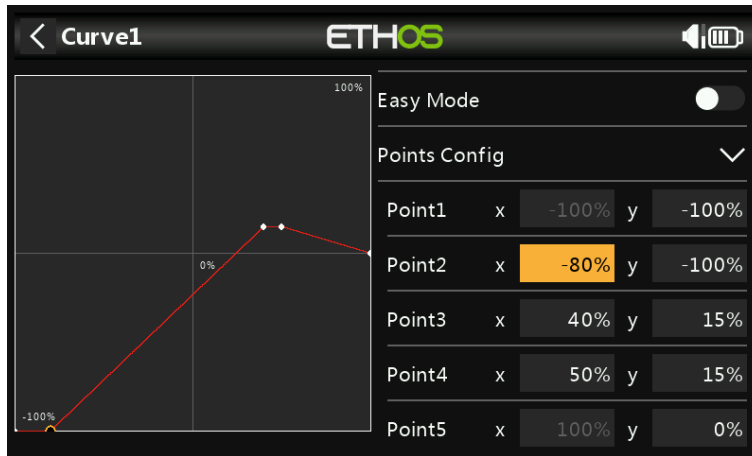 Curve1
ETHOS
100%
0%
-100%
Easy Mode
Points Config
Point1 x -100% y -100%
Point2 x -80% y -100%
Point3 x 40% y 15%
Point4 x 50% y 15%
Point5 x 100% y 0%